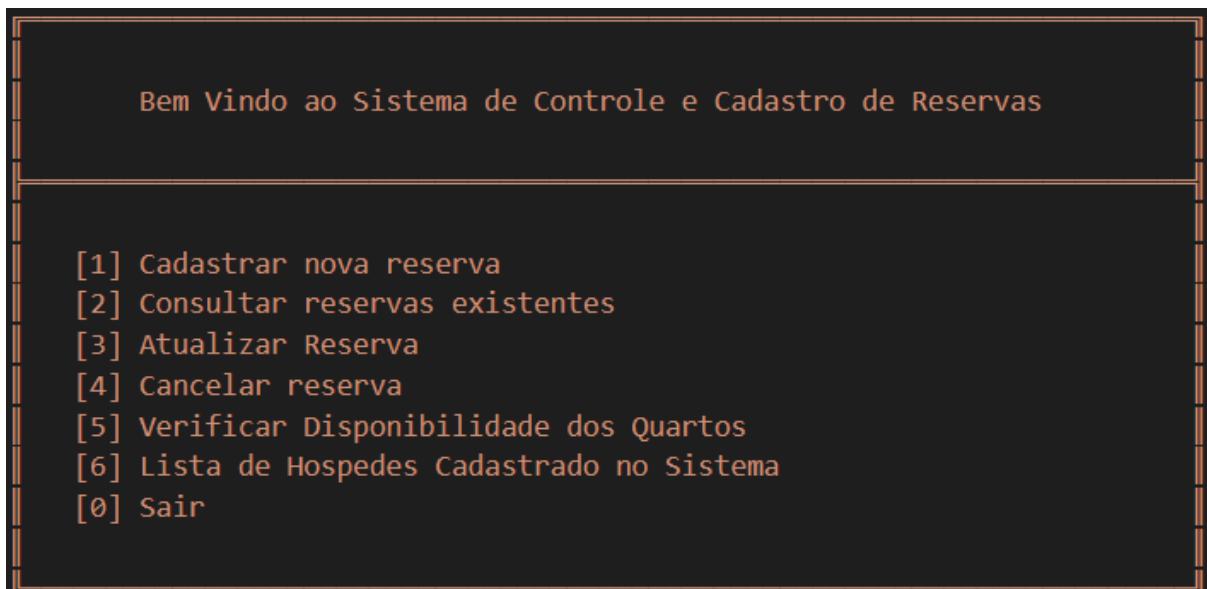 Bem Vindo ao Sistema de Controle e Cadastro de Reservas
[1] Cadastrar nova reserva
[2] Consultar reservas existentes
[3] Atualizar Reserva
[4] Cancelar reserva
[5] Verificar Disponibilidade dos Quartos
[6] Lista de Hospedes Cadastrado no Sistema
[0] Sair